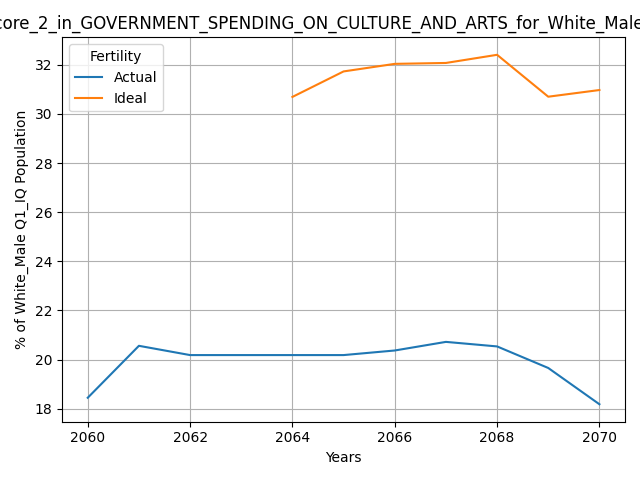 core_2_in_GOVERNMENT_SPENDING_ON_CULTURE_AND_ARTS_for_White_Male
Fertility
Actual
Ideal
% of White_Male Q1_IQ Population
32
30
28
26
24
22
20
18
2060 2062 2064 2066 2068 2070
Years